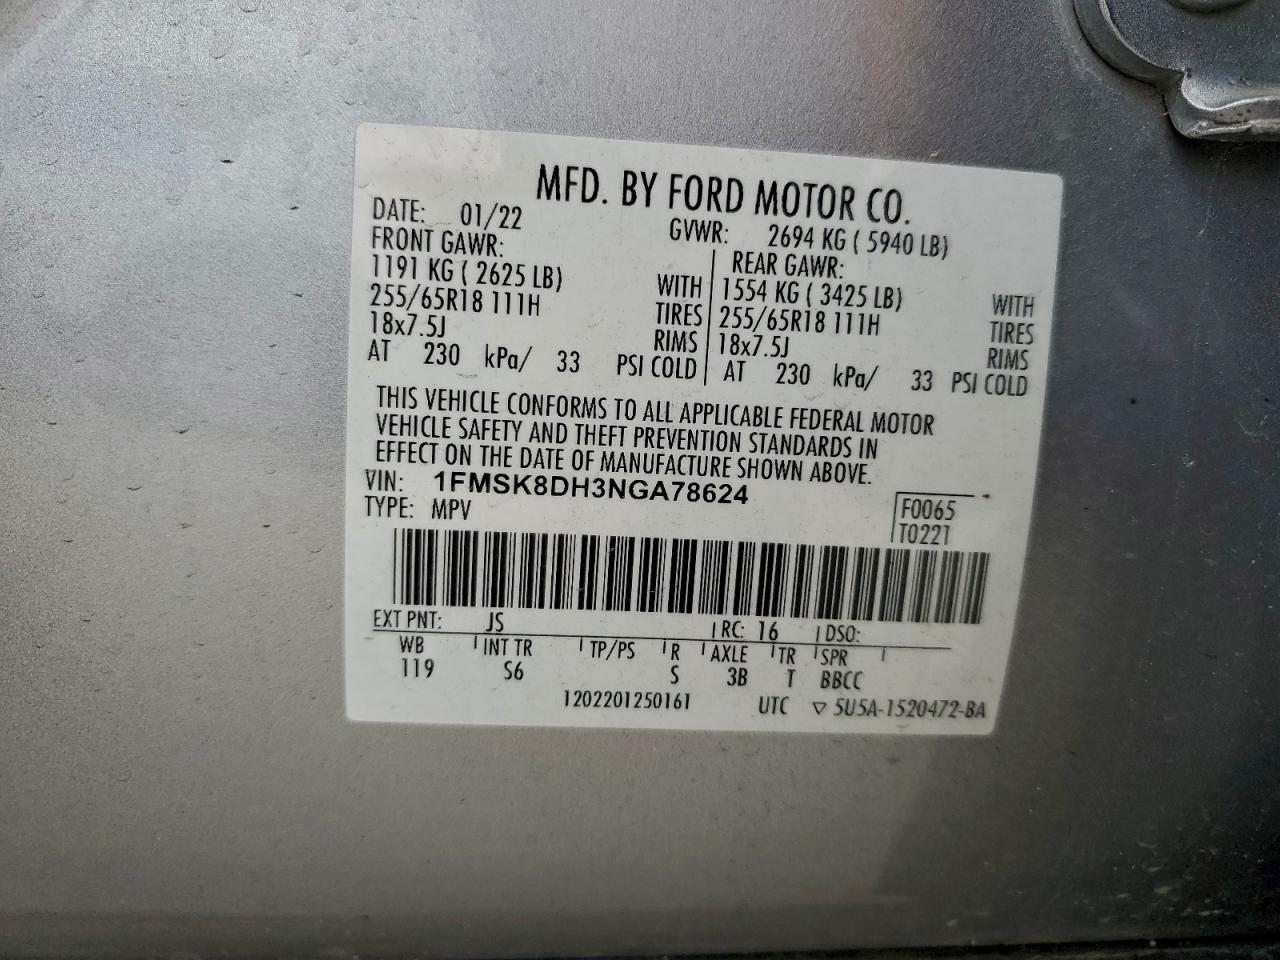 MFD. BY FORD MOTOR CO.
DATE: 01/22 GVWR: 2694 KG ( 5940 LB)
FRONT GAWR: REAR GAWR:
1191 KG ( 2625 LB) WITH 1554 KG ( 3425 LB) WITH
255/65R18 111H TIRES 255/65R18 111H TIRES
18x7.5J RIMS 18x7.5J RIMS
AT 230 kPa/ 33 PSI COLD AT 230 kPa/ 33 PSI COLD
THIS VEHICLE CONFORMS TO ALL APPLICABLE FEDERAL MOTOR
VEHICLE SAFETY AND THEFT PREVENTION STANDARDS IN
EFFECT ON THE DATE OF MANUFACTURE SHOWN ABOVE.
VIN: 1FMSK8DH3NGA78624
TYPE: MPV
F0065
T0221
EXT PNT: JS RC: 16 DSO:
WB INT TR TP/PS R AXLE TR SPR
119 S6 S 3B T BBCC
1202201250161 UTC ▽ 5U5A-1520472-BA